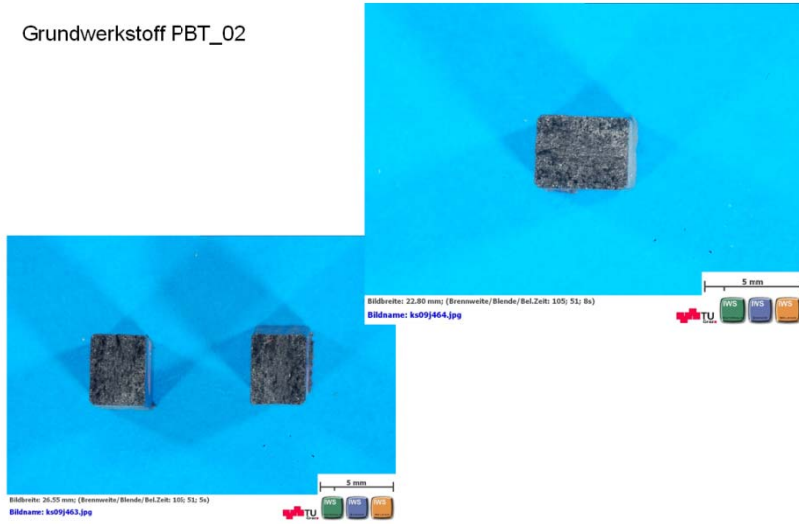 Grundwerkstoff PBT_02
5 mm
Bildbreite: 22.80 mm; (Brennweite/Blende/Bel.Zeit: 105; 51; 8s)
Bildname: ks09j464.jpg
TU
Graz
IWS
IWS
IWS
5 mm
Bildbreite: 26.55 mm; (Brennweite/Blende/Bel.Zeit: 105; 51; 5s)
Bildname: ks09j463.jpg
TU
Graz
IWS
IWS
IWS